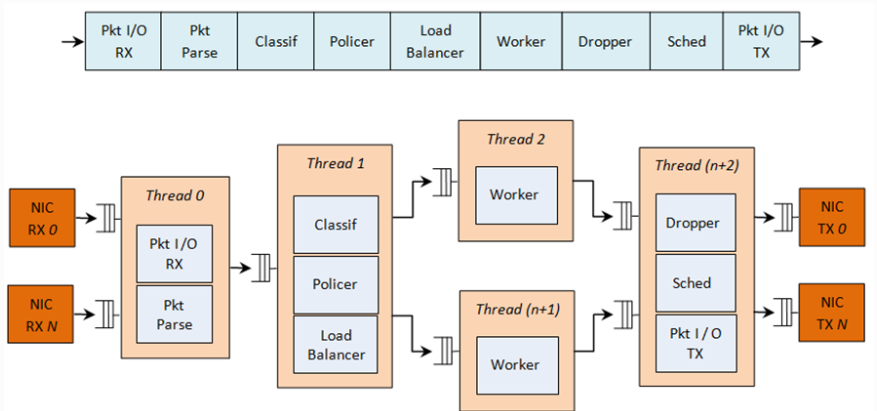 Pkt I/O
RX
Pkt
Parse
Classif
Policer
Load
Balancer
Worker
Dropper
Sched
Pkt I/O
TX
NIC
RX 0
NIC
RX N
Thread 0
Pkt I/O
RX
Pkt
Parse
Thread 1
Classif
Policer
Load
Balancer
Thread 2
Worker
Thread (n+1)
Worker
Thread (n+2)
Dropper
Sched
Pkt I / O
TX
NIC
TX 0
NIC
TX N